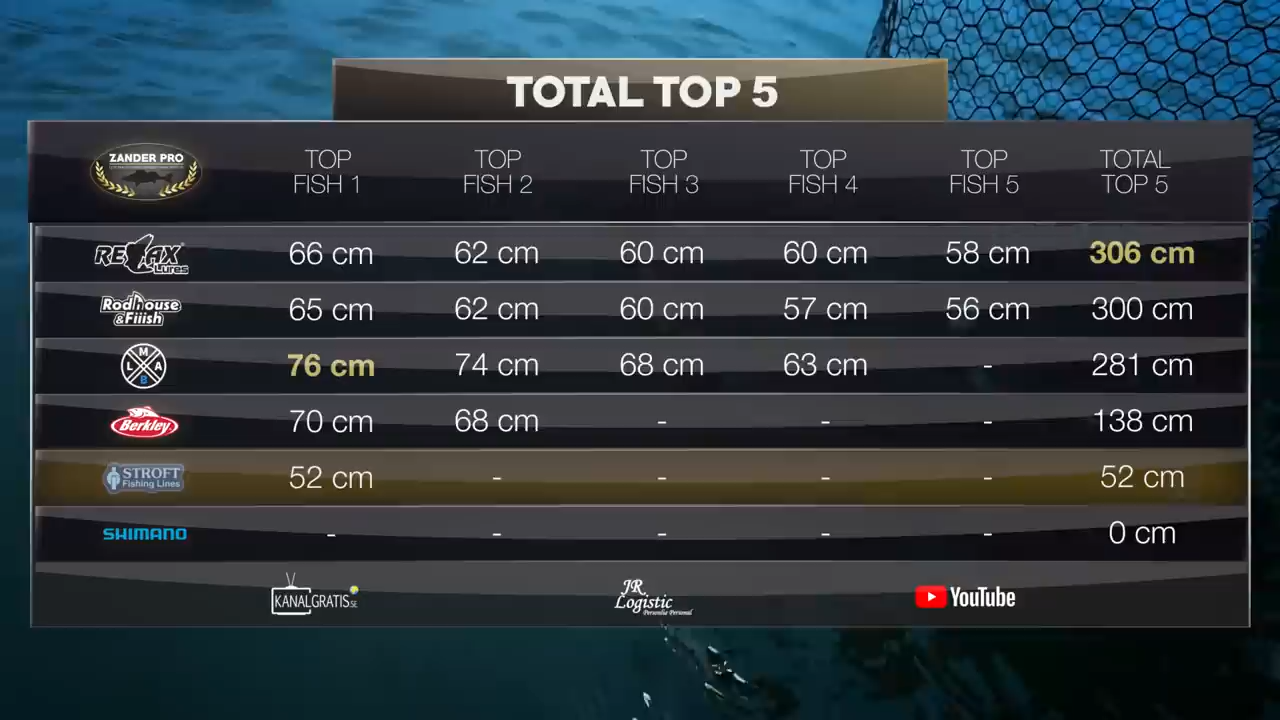 TOTAL TOP 5
ZANDER PRO
TOP FISH 1 TOP FISH 2 TOP FISH 3 TOP FISH 4 TOP FISH 5 TOTAL TOP 5
RELAX Lures 66 cm 62 cm 60 cm 60 cm 58 cm 306 cm
Rodhouse &Fiiish 65 cm 62 cm 60 cm 57 cm 56 cm 300 cm
LMAB 76 cm 74 cm 68 cm 63 cm - 281 cm
Berkley 70 cm 68 cm - - - 138 cm
STROFT Fishing Lines 52 cm - - - - 52 cm
SHIMANO - - - - - 0 cm
KANALGRATIS.SE JR Logistic Personlig Personal YouTube